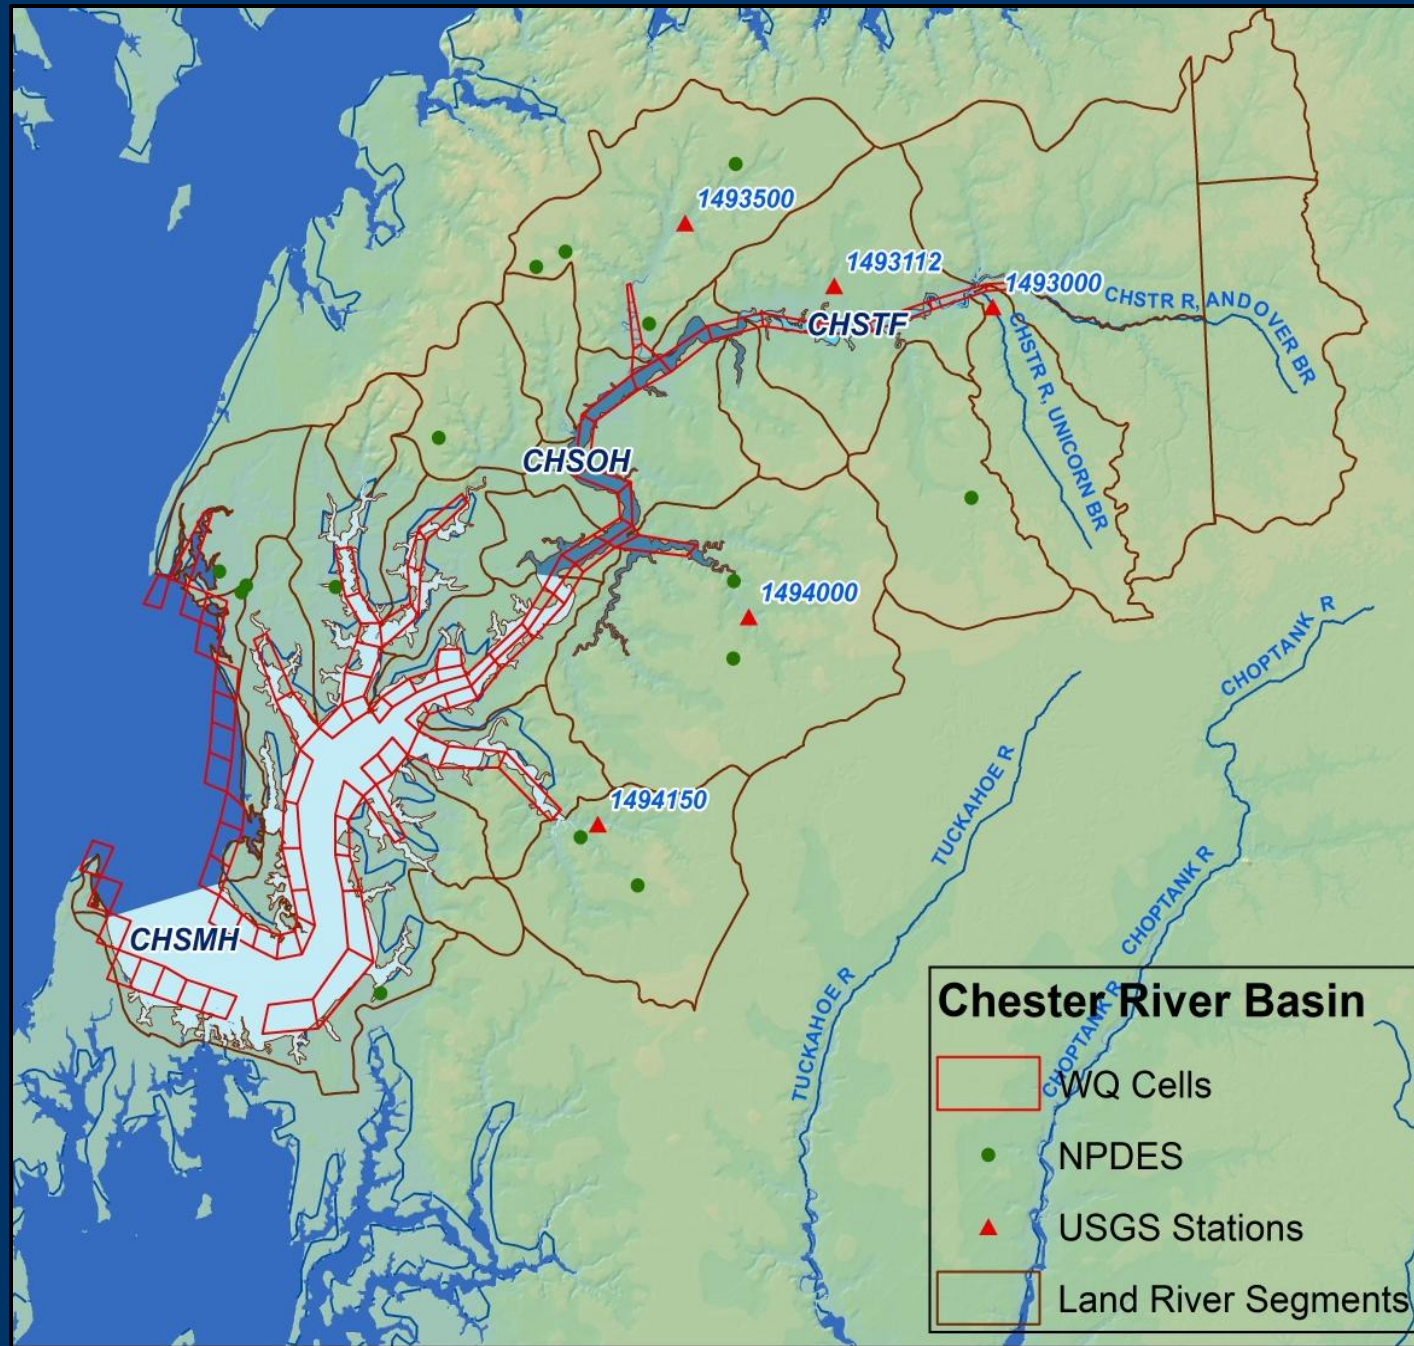 1493500
1493112
1493000
CHSTR R, ANDOVER BR
CHSTF
CHSTR R, UNICORN BR
CHSOH
1494000
CHOPTANK R
TUCKAHOE R
1494150
CHOPTANK R
CHSMH
TUCKAHOE R
CHOPTANK R
Chester River Basin
WQ Cells
NPDES
USGS Stations
Land River Segments